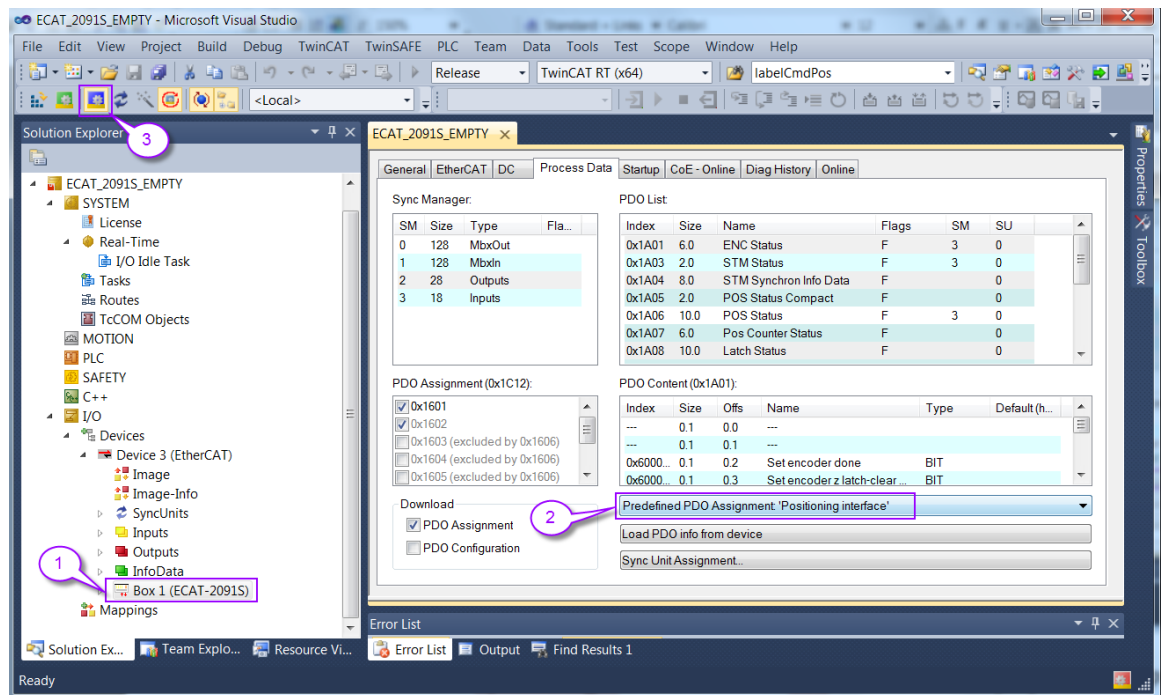 ECAT_2091S_EMPTY - Microsoft Visual Studio
File Edit View Project Build Debug TwinCAT TwinSAFE PLC Team Data Tools Test Scope Window Help
Release TwinCAT RT (x64) labelCmdPos
<Local>
Solution Explorer
3
ECAT_2091S_EMPTY
SYSTEM
License
Real-Time
I/O Idle Task
Tasks
Routes
TcCOM Objects
MOTION
PLC
SAFETY
C++
I/O
Devices
Device 3 (EtherCAT)
Image
Image-Info
SyncUnits
Inputs
Outputs
InfoData
1
Box 1 (ECAT-2091S)
Mappings
Solution Ex... Team Explo... Resource Vi...
ECAT_2091S_EMPTY
General EtherCAT DC Process Data Startup CoE - Online Diag History Online
Sync Manager:
SM Size Type Fla...
0 128 MbxOut
1 128 MbxIn
2 28 Outputs
3 18 Inputs
PDO List:
Index Size Name Flags SM SU
0x1A01 6.0 ENC Status F 3 0
0x1A03 2.0 STM Status F 3 0
0x1A04 8.0 STM Synchron Info Data F 0
0x1A05 2.0 POS Status Compact F 0
0x1A06 10.0 POS Status F 3 0
0x1A07 6.0 Pos Counter Status F 0
0x1A08 10.0 Latch Status F 0
PDO Assignment (0x1C12):
0x1601
0x1602
0x1603 (excluded by 0x1606)
0x1604 (excluded by 0x1606)
0x1605 (excluded by 0x1606)
PDO Content (0x1A01):
Index Size Offs Name Type Default (h...
--- 0.1 0.0 ---
--- 0.1 0.1 ---
0x6000... 0.1 0.2 Set encoder done BIT
0x6000... 0.1 0.3 Set encoder z latch-clear ... BIT
Download
PDO Assignment
PDO Configuration
2
Predefined PDO Assignment: 'Positioning interface'
Load PDO info from device
Sync Unit Assignment...
Properties
Toolbox
Error List
Error List Output Find Results 1
Ready